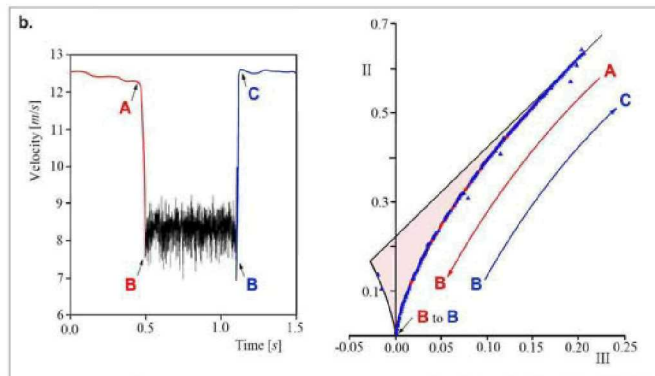 b.
13
12
11
10
9
8
7
6
Velocity [m/s]
A
C
B
B
0.0
0.5
1.0
1.5
Time [s]
0.7
II
0.5
0.3
0.1
A
C
B
B
B to B
-0.05
0.00
0.05
0.10
0.15
0.20
0.25
III